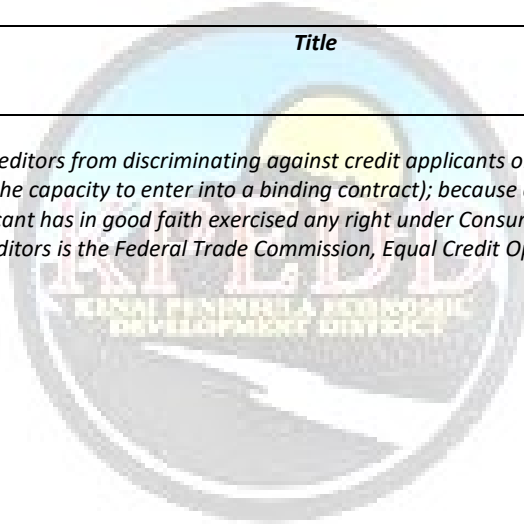 Title
editors from discriminating against credit applicants o
he capacity to enter into a binding contract); because
cant has in good faith exercised any right under Consu
ditors is the Federal Trade Commission, Equal Credit Op
KPEDD
KENAI PENINSULA ECONOMIC
DEVELOPMENT DISTRICT